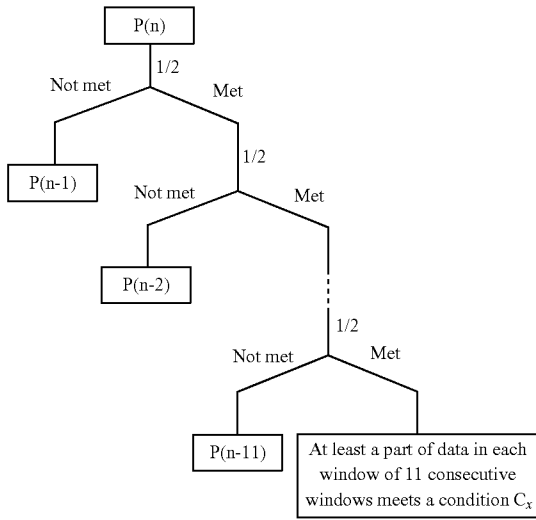 P(n)
1/2
Not met
Met
P(n-1)
1/2
Not met
Met
P(n-2)
1/2
Not met
Met
P(n-11)
At least a part of data in each
window of 11 consecutive
windows meets a condition Cx